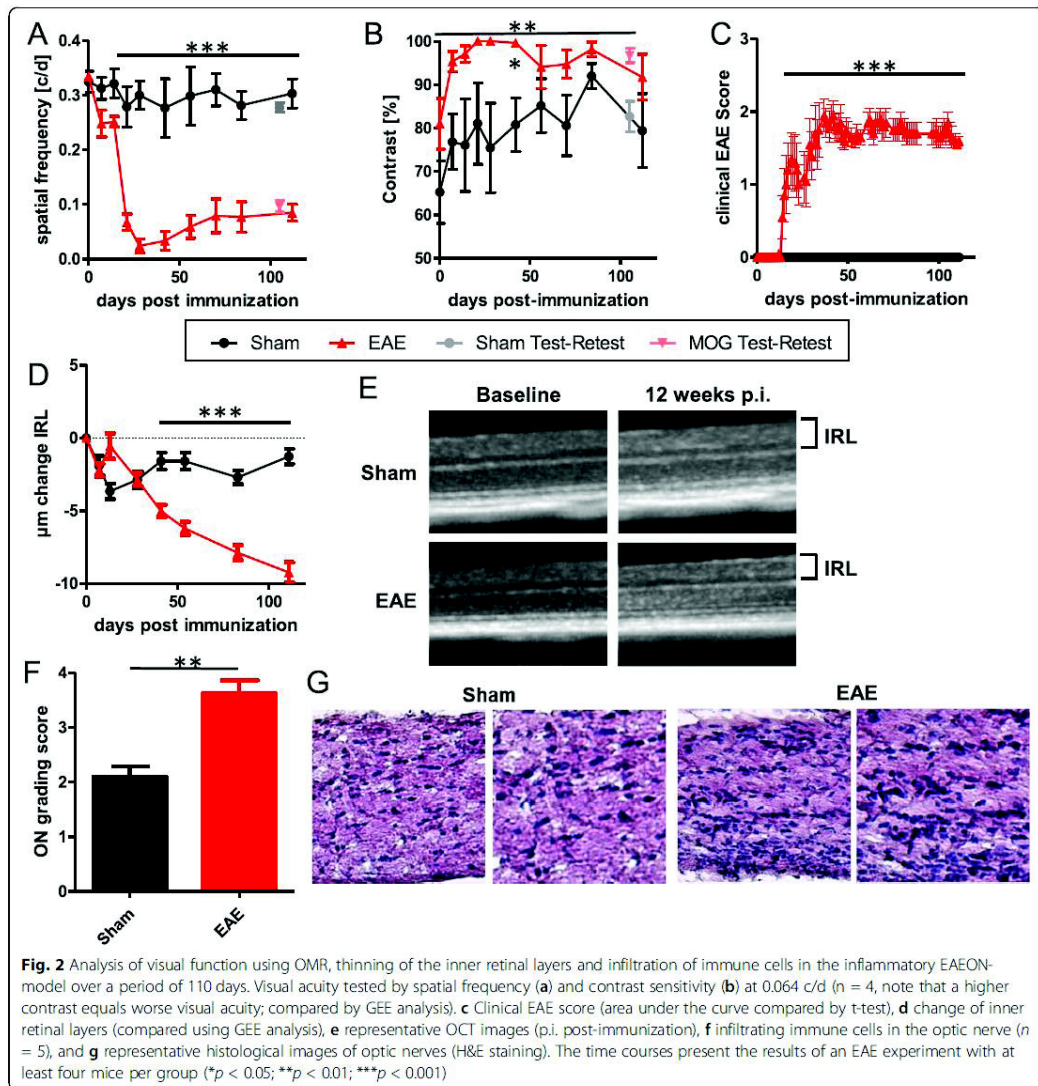 A
spatial frequency [c/d]
0.4
0.3
0.2
0.1
0.0
***
0 50 100
days post immunization
B
Contrast [%]
100
90
80
70
60
50
**
*
0 50 100
days post-immunization
C
clinical EAE Score
3
2
1
0
***
0 50 100
days post-immunization
Sham EAE Sham Test-Retest MOG Test-Retest
D
µm change IRL
5
0
-5
-10
***
0 50 100
days post immunization
E
Baseline 12 weeks p.i.
Sham
IRL
EAE
IRL
F
ON grading score
4
3
2
1
0
**
Sham EAE
G
Sham EAE
Fig. 2 Analysis of visual function using OMR, thinning of the inner retinal layers and infiltration of immune cells in the inflammatory EAEON-
model over a period of 110 days. Visual acuity tested by spatial frequency (a) and contrast sensitivity (b) at 0.064 c/d (n = 4, note that a higher
contrast equals worse visual acuity; compared by GEE analysis). c Clinical EAE score (area under the curve compared by t-test), d change of inner
retinal layers (compared using GEE analysis), e representative OCT images (p.i. post-immunization), f infiltrating immune cells in the optic nerve (n
= 5), and g representative histological images of optic nerves (H&E staining). The time courses present the results of an EAE experiment with at
least four mice per group (*p < 0.05; **p < 0.01; ***p < 0.001)